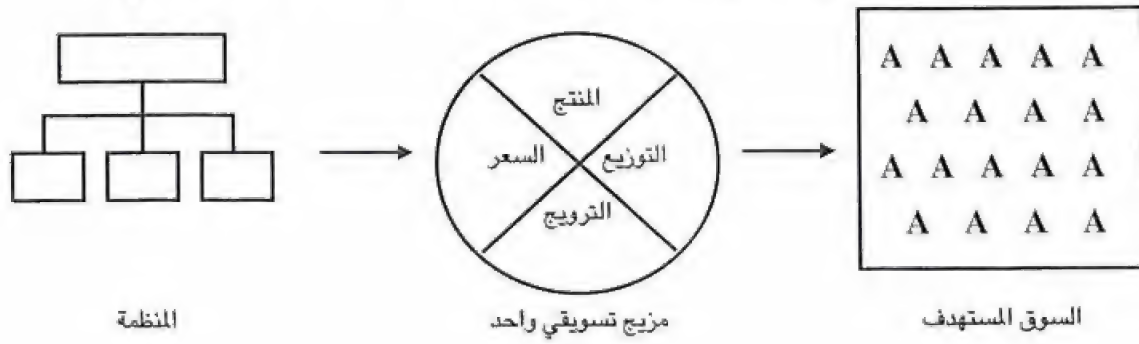 A A A A A
المنتج
A A A A
السعر
التوزيع
A A A A A
الترويج
A A A A
المنظمة
مزيج تسويقي واحد
السوق المستهدف